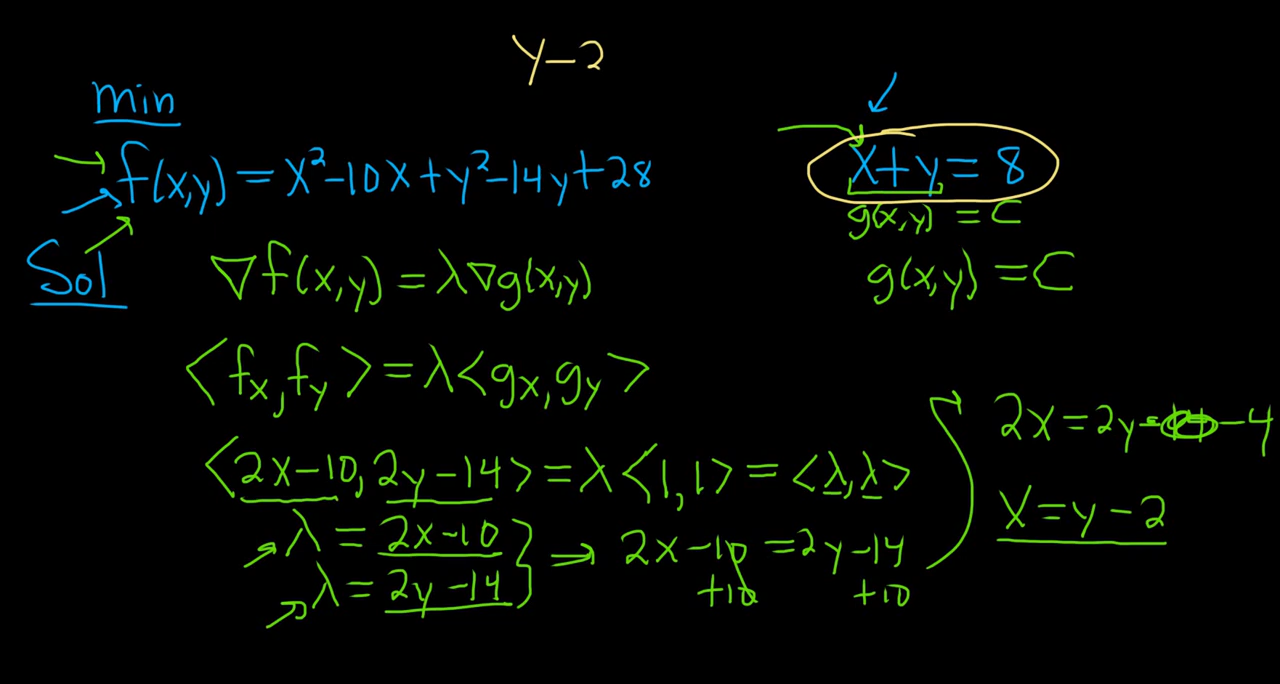 y-2
min
f(x,y) = x²-10x+y²-14y+28
x+y = 8
g(x,y) = C
Sol
∇f(x,y) = λ∇g(x,y)
g(x,y) = C
<fx, fy> = λ<gx, gy>
<2x-10, 2y-14> = λ<1, 1> = <λ, λ>
λ = 2x-10
λ = 2y-14
} ⇒ 2x-10 = 2y-14
+10 +10
2x = 2y-4
x = y-2